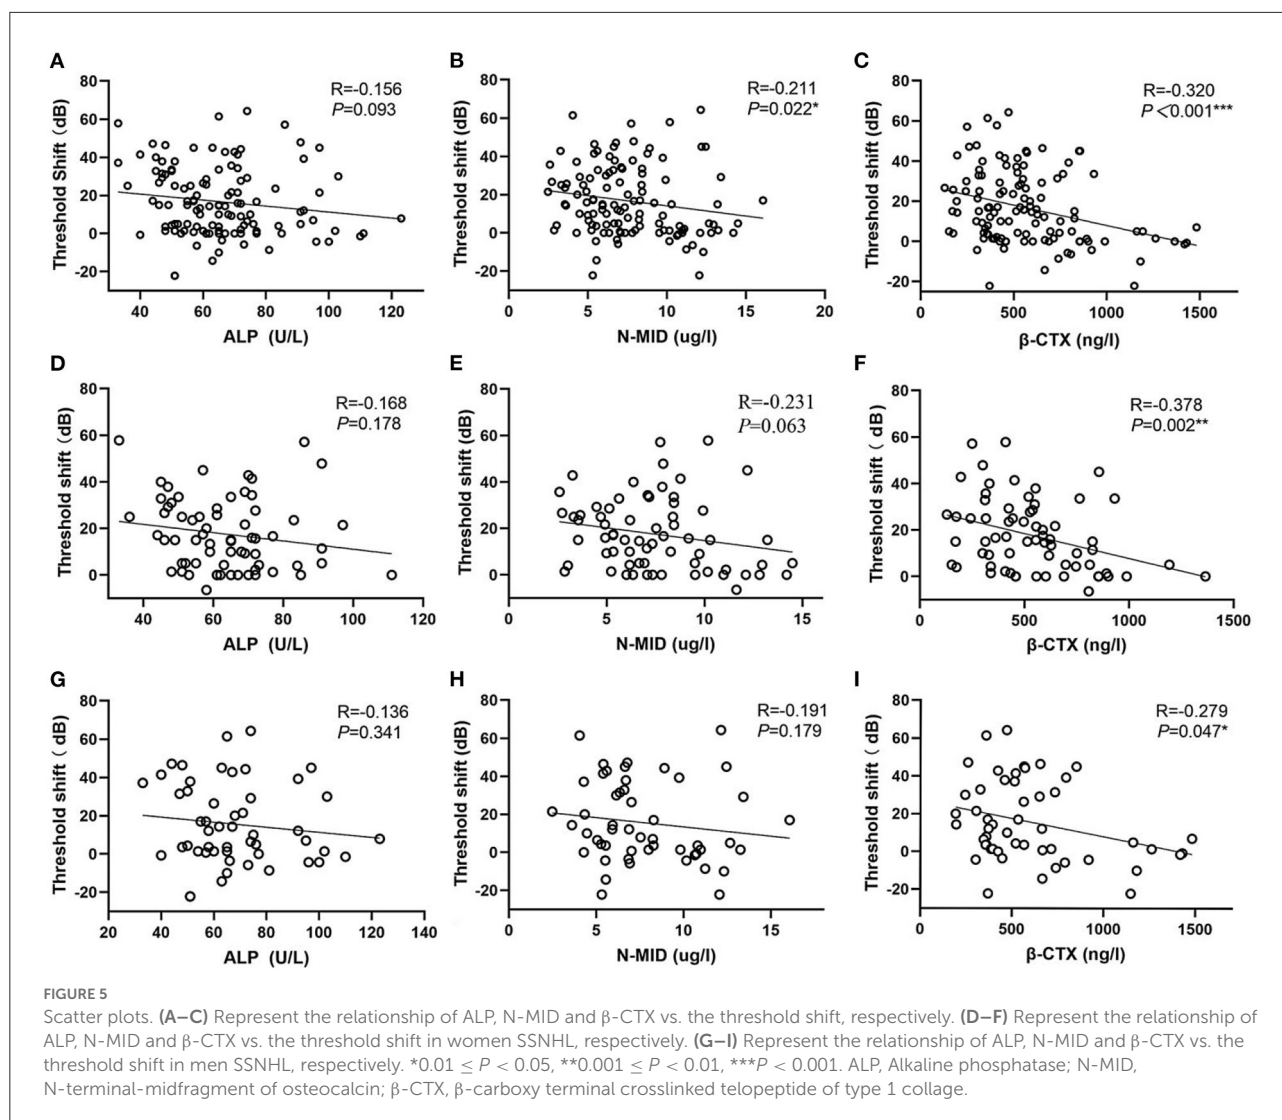 A
Threshold Shift（dB)
80
60
40
20
0
-20
R=-0.156
P=0.093
40
60
80
100
120
ALP (U/L)
B
Threshold shift (dB)
80
60
40
20
0
-20
R=-0.211
P=0.022*
0
5
10
15
20
N-MID (ug/l)
C
Threshold shift (dB)
80
60
40
20
0
-20
R=-0.320
P＜0.001***
0
500
1000
1500
β-CTX (ng/l)
D
Threshold shift（dB)
80
60
40
20
0
R=-0.168
P=0.178
40
60
80
100
120
ALP (U/L)
E
Threshold shift (dB)
80
60
40
20
0
R=-0.231
P=0.063
0
5
10
15
N-MID (ug/l)
F
Threshold shift（ dB)
80
60
40
20
0
R=-0.378
P=0.002**
0
500
1000
1500
β-CTX (ng/l)
G
Threshold shift（ dB)
80
60
40
20
0
-20
R=-0.136
P=0.341
20
40
60
80
100
120
140
ALP (U/L)
H
Threshold shift (dB)
80
60
40
20
0
-20
R=-0.191
P=0.179
0
5
10
15
N-MID (ug/l)
I
Threshold shift（ dB)
80
60
40
20
0
-20
R=-0.279
P=0.047*
0
500
1000
1500
β-CTX (ng/l)
FIGURE 5
Scatter plots. (A–C) Represent the relationship of ALP, N-MID and β-CTX vs. the threshold shift, respectively. (D–F) Represent the relationship of
ALP, N-MID and β-CTX vs. the threshold shift in women SSNHL, respectively. (G–I) Represent the relationship of ALP, N-MID and β-CTX vs. the
threshold shift in men SSNHL, respectively. *0.01 ≤ P < 0.05, **0.001 ≤ P < 0.01, ***P < 0.001. ALP, Alkaline phosphatase; N-MID,
N-terminal-midfragment of osteocalcin; β-CTX, β-carboxy terminal crosslinked telopeptide of type 1 collage.